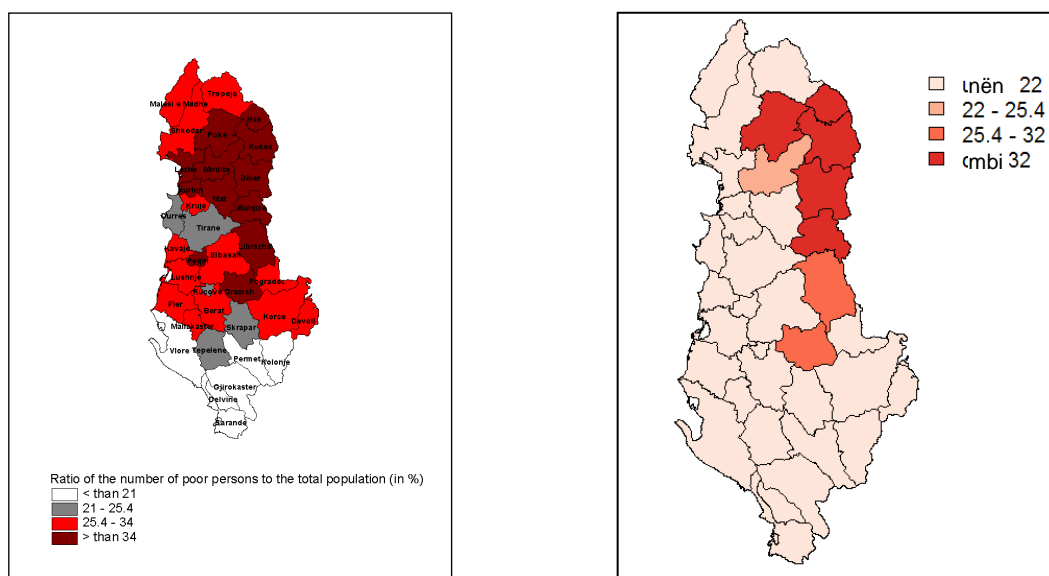 Tropoje
Malesi e Madhe
Has
Shkoder
Puke
Kukes
Lezhe
Mirdite
Diber
Kurbin
Mat
Kruje
Bulqize
Durres
Tirane
Kavaje
Elbasan
Librazhd
Peqin
Lushnje
Pogradec
Kucove
Gramsh
Fier
Berat
Korce
Devoll
Mallakaster
Skrapar
Vlore
Tepelene
Permet
Kolonje
Gjirokaster
Delvine
Sarande
Ratio of the number of poor persons to the total population (in %)
< than 21
21 - 25.4
25.4 - 34
> than 34
22
22 - 25.4
25.4 - 32
32